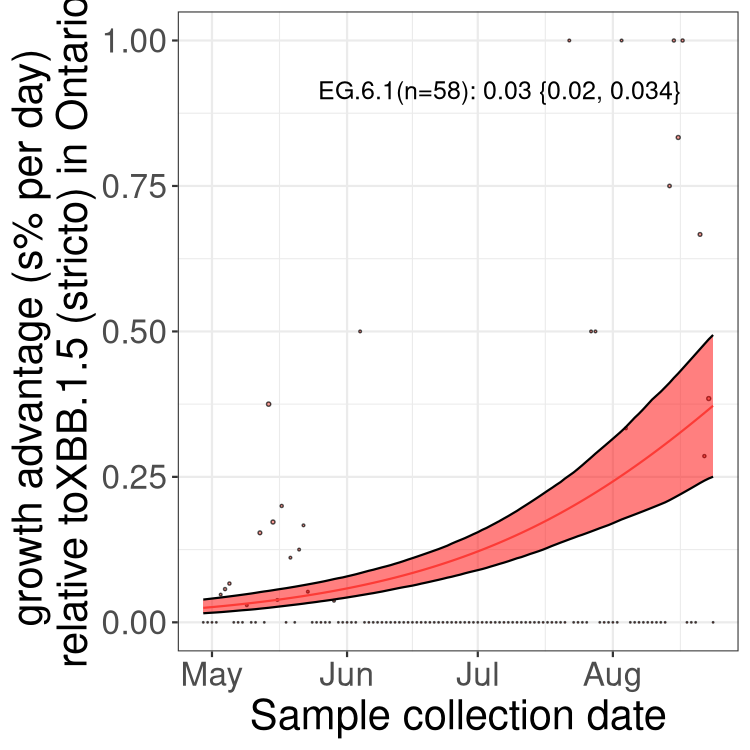 growth advantage (s% per day)
relative toXBB.1.5 (stricto) in Ontario
1.00
0.75
0.50
0.25
0.00
EG.6.1(n=58): 0.03 {0.02, 0.034}
May Jun Jul Aug
Sample collection date